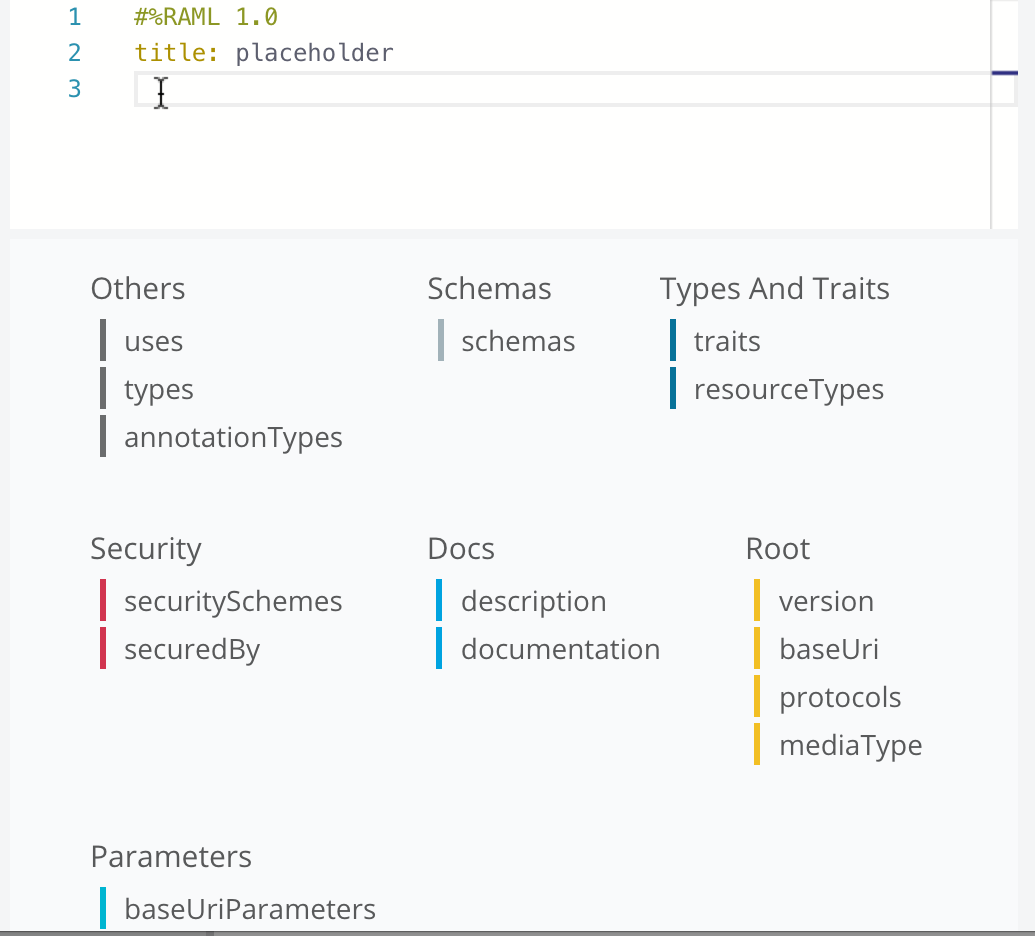 1 #%RAML 1.0
2 title: placeholder
3
Others
uses
types
annotationTypes
Schemas
schemas
Types And Traits
traits
resourceTypes
Security
securitySchemes
securedBy
Docs
description
documentation
Root
version
baseUri
protocols
mediaType
Parameters
baseUriParameters